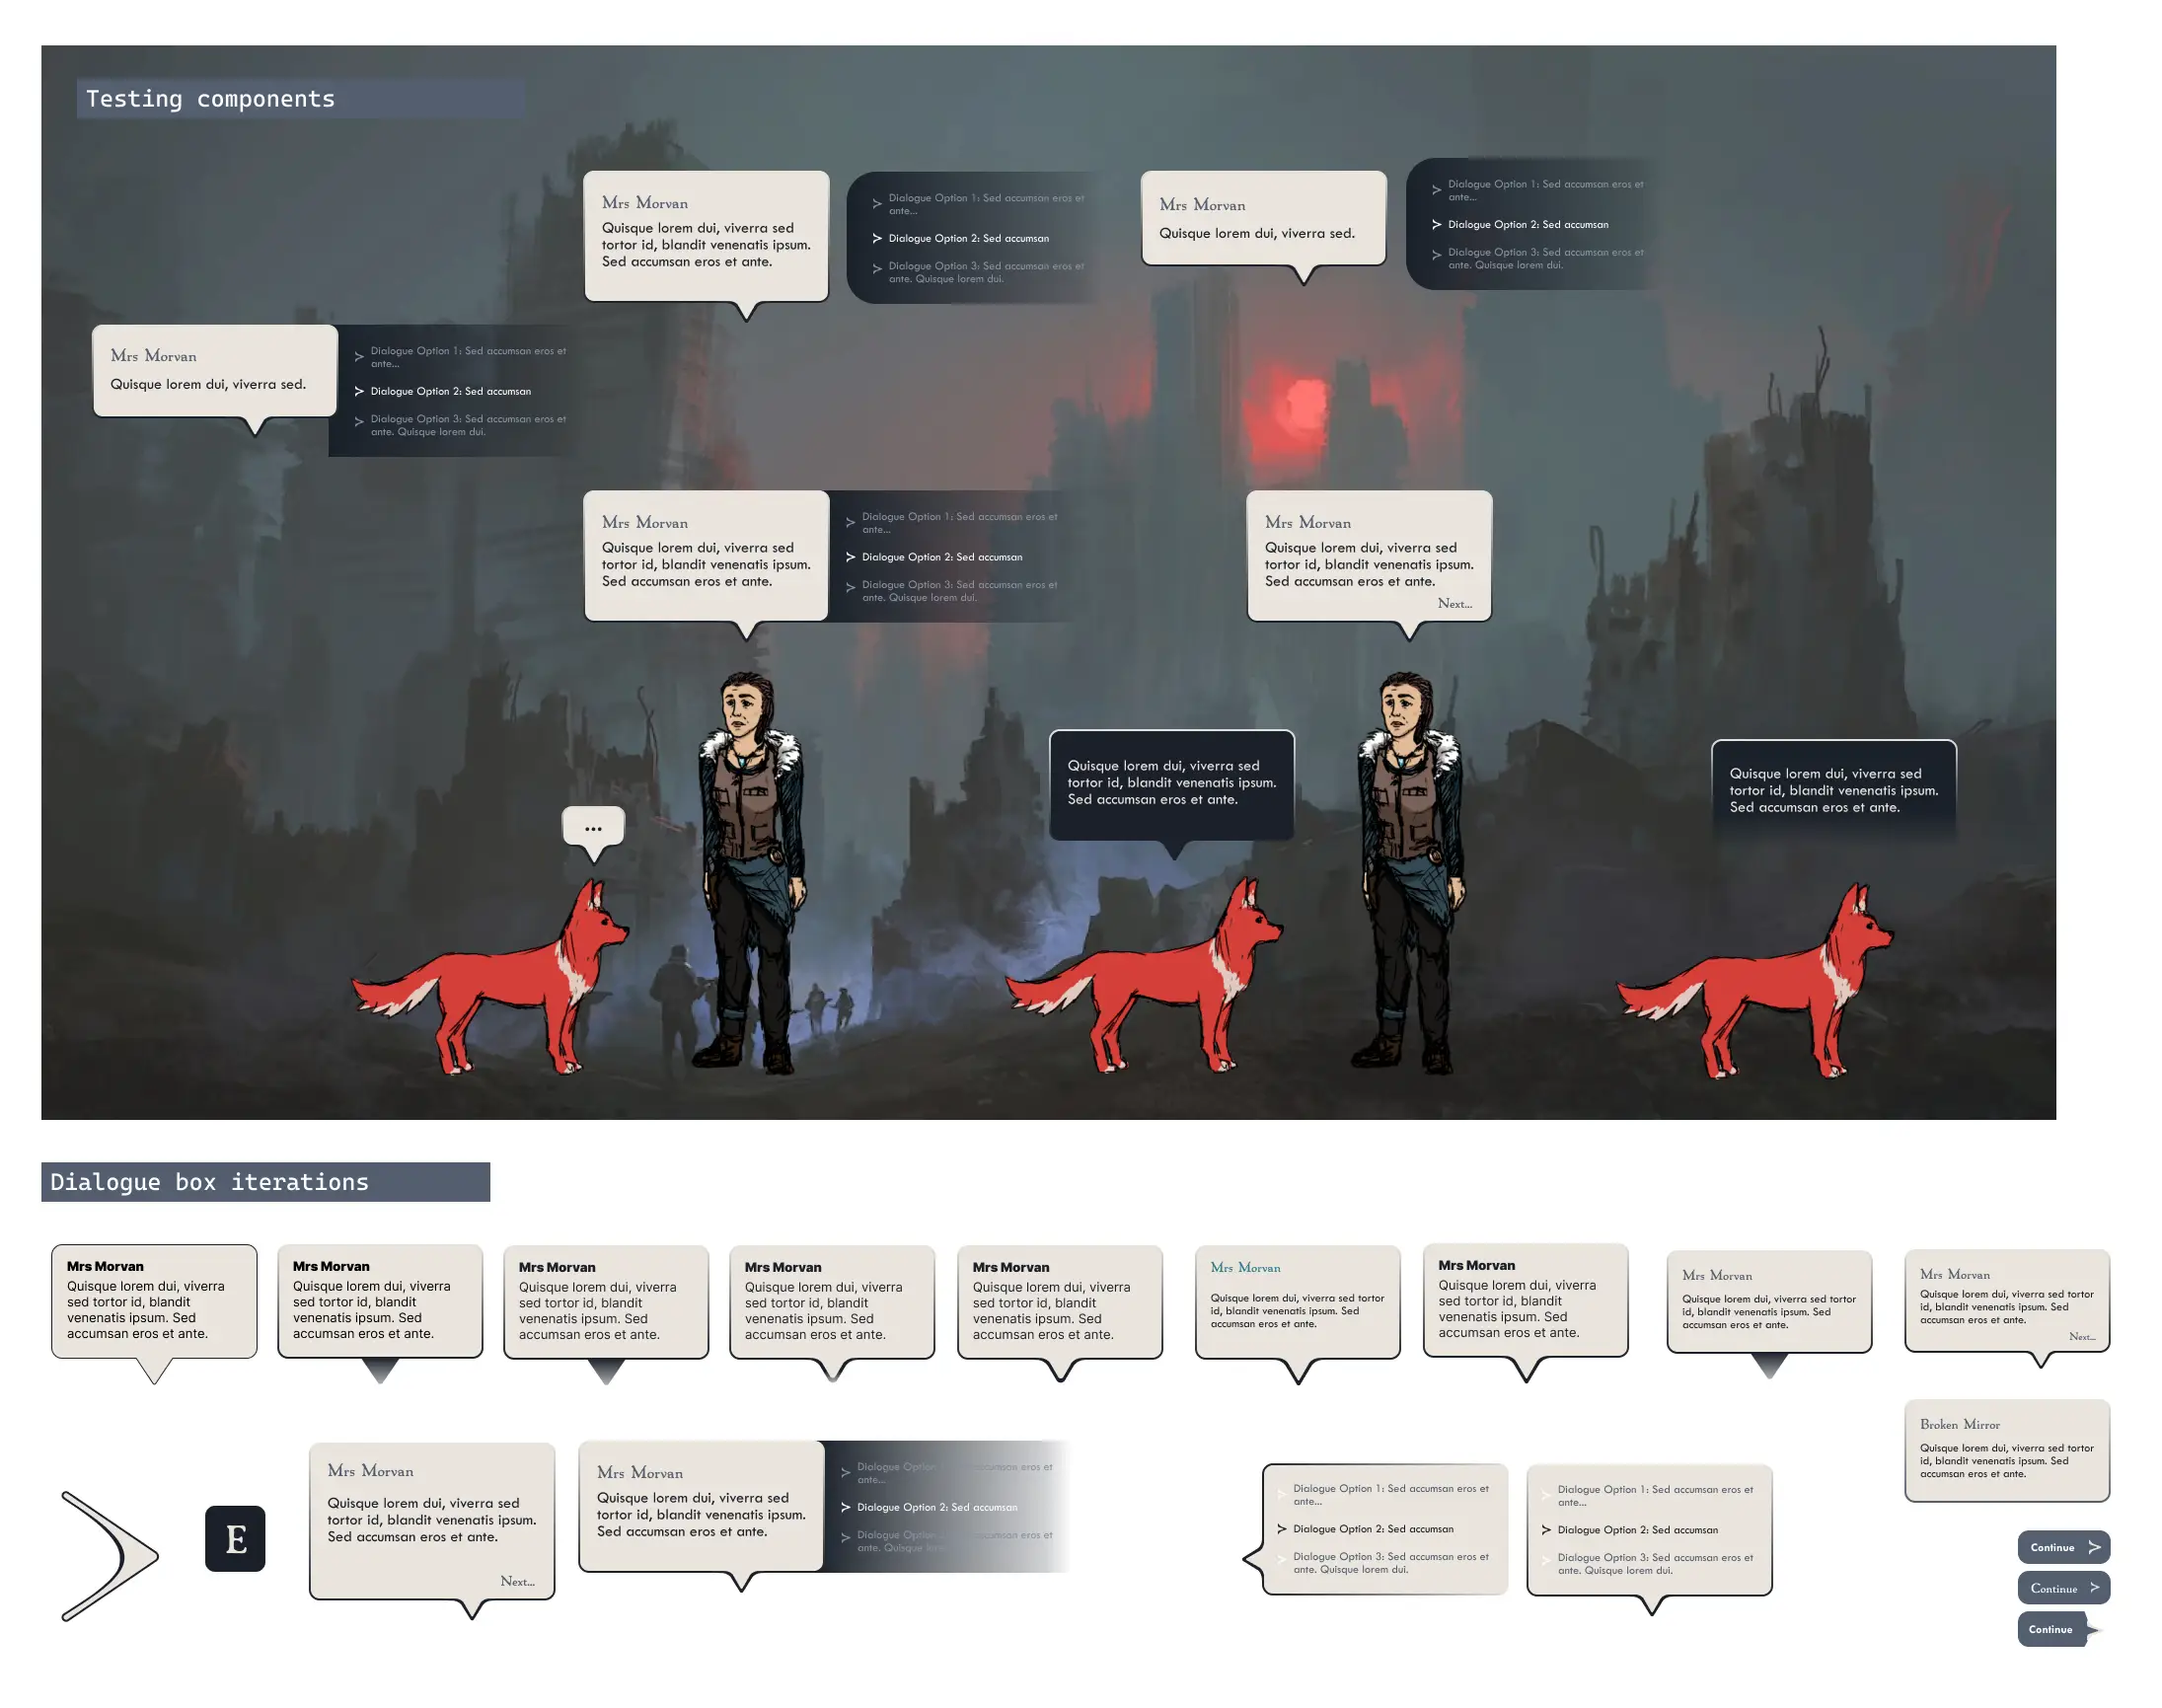 Testing components
Mrs Morvan
Quisque lorem dui, viverra sed
tortor id, blandit venenatis ipsum.
Sed accumsan eros et ante.
Dialogue Option 1: Sed accumsan eros et
ante...
Dialogue Option 2: Sed accumsan
Dialogue Option 3: Sed accumsan eros et
ante. Quisque lorem dui.
Mrs Morvan
Quisque lorem dui, viverra sed.
Dialogue Option 1: Sed accumsan eros et
ante...
Dialogue Option 2: Sed accumsan
Dialogue Option 3: Sed accumsan eros et
ante. Quisque lorem dui.
Mrs Morvan
Quisque lorem dui, viverra sed.
Dialogue Option 1: Sed accumsan eros et
ante...
Dialogue Option 2: Sed accumsan
Dialogue Option 3: Sed accumsan eros et
ante. Quisque lorem dui.
Mrs Morvan
Quisque lorem dui, viverra sed
tortor id, blandit venenatis ipsum.
Sed accumsan eros et ante.
Dialogue Option 1: Sed accumsan eros et
ante...
Dialogue Option 2: Sed accumsan
Dialogue Option 3: Sed accumsan eros et
ante. Quisque lorem dui.
Mrs Morvan
Quisque lorem dui, viverra sed
tortor id, blandit venenatis ipsum.
Sed accumsan eros et ante.
Next...
...
Quisque lorem dui, viverra sed
tortor id, blandit venenatis ipsum.
Sed accumsan eros et ante.
Quisque lorem dui, viverra sed
tortor id, blandit venenatis ipsum.
Sed accumsan eros et ante.
Dialogue box iterations
Mrs Morvan
Quisque lorem dui, viverra
sed tortor id, blandit
venenatis ipsum. Sed
accumsan eros et ante.
Mrs Morvan
Quisque lorem dui, viverra
sed tortor id, blandit
venenatis ipsum. Sed
accumsan eros et ante.
Mrs Morvan
Quisque lorem dui, viverra
sed tortor id, blandit
venenatis ipsum. Sed
accumsan eros et ante.
Mrs Morvan
Quisque lorem dui, viverra
sed tortor id, blandit
venenatis ipsum. Sed
accumsan eros et ante.
Mrs Morvan
Quisque lorem dui, viverra
sed tortor id, blandit
venenatis ipsum. Sed
accumsan eros et ante.
Mrs Morvan
Quisque lorem dui, viverra sed tortor
id, blandit venenatis ipsum. Sed
accumsan eros et ante.
Mrs Morvan
Quisque lorem dui, viverra
sed tortor id, blandit
venenatis ipsum. Sed
accumsan eros et ante.
Mrs Morvan
Quisque lorem dui, viverra sed tortor
id, blandit venenatis ipsum. Sed
accumsan eros et ante.
Mrs Morvan
Quisque lorem dui, viverra sed tortor
id, blandit venenatis ipsum. Sed
accumsan eros et ante.
Next...
E
Mrs Morvan
Quisque lorem dui, viverra sed
tortor id, blandit venenatis ipsum.
Sed accumsan eros et ante.
Next...
Mrs Morvan
Quisque lorem dui, viverra sed
tortor id, blandit venenatis ipsum.
Sed accumsan eros et ante.
Dialogue Option 1: Sed accumsan eros et
ante...
Dialogue Option 2: Sed accumsan
Dialogue Option 3: Sed accumsan eros et
ante. Quisque lorem
Dialogue Option 1: Sed accumsan eros et
ante...
Dialogue Option 2: Sed accumsan
Dialogue Option 3: Sed accumsan eros et
ante. Quisque lorem dui.
Dialogue Option 1: Sed accumsan eros et
ante...
Dialogue Option 2: Sed accumsan
Dialogue Option 3: Sed accumsan eros et
ante. Quisque lorem dui.
Broken Mirror
Quisque lorem dui, viverra sed tortor
id, blandit venenatis ipsum. Sed
accumsan eros et ante.
Continue
Continue
Continue